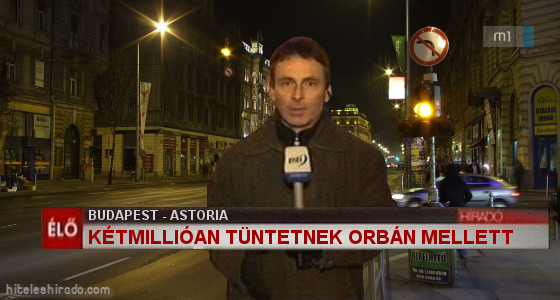 m1
ÉLŐ
BUDAPEST - ASTORIA
HÍRADÓ
KÉTMILLIÓAN TÜNTETNEK ORBÁN MELLETT
hiteleshirado.com